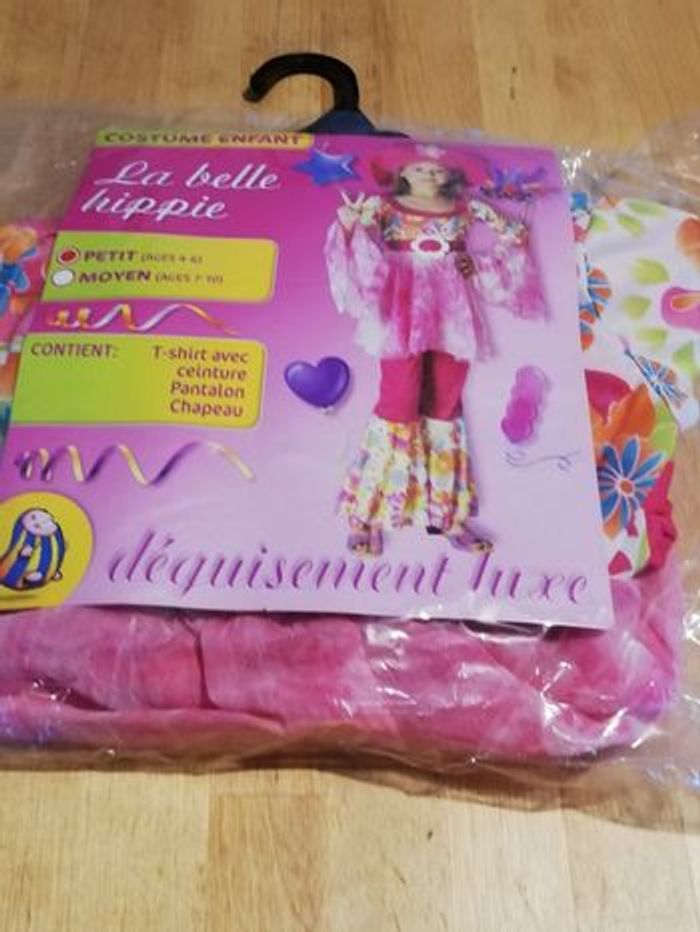 COSTUME ENFANT
La belle
hippie
PETIT (AGES 4-6)
MOYEN (AGES 7-10)
CONTIENT: T-shirt avec
ceinture
Pantalon
Chapeau
déguisement luxe